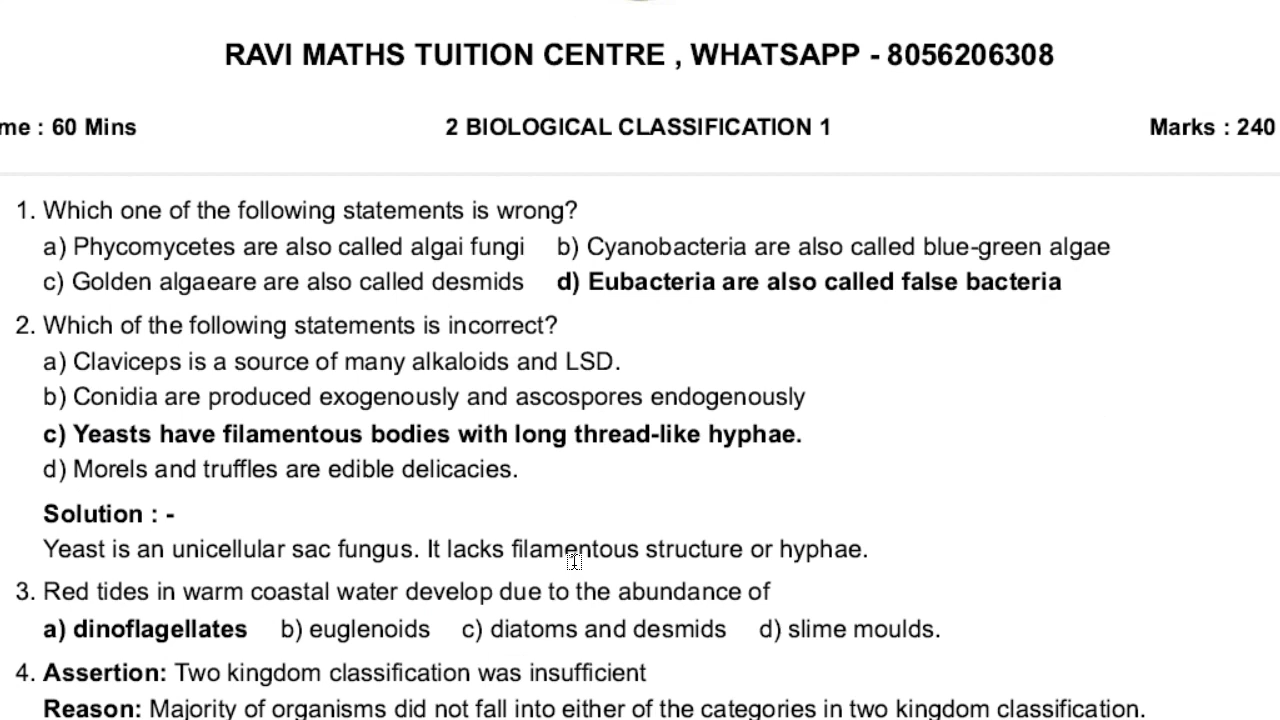 RAVI MATHS TUITION CENTRE , WHATSAPP - 8056206308
me : 60 Mins 2 BIOLOGICAL CLASSIFICATION 1 Marks : 240
1. Which one of the following statements is wrong?
a) Phycomycetes are also called algai fungi b) Cyanobacteria are also called blue-green algae
c) Golden algaeare are also called desmids d) Eubacteria are also called false bacteria
2. Which of the following statements is incorrect?
a) Claviceps is a source of many alkaloids and LSD.
b) Conidia are produced exogenously and ascospores endogenously
c) Yeasts have filamentous bodies with long thread-like hyphae.
d) Morels and truffles are edible delicacies.
Solution : -
Yeast is an unicellular sac fungus. It lacks filamentous structure or hyphae.
3. Red tides in warm coastal water develop due to the abundance of
a) dinoflagellates b) euglenoids c) diatoms and desmids d) slime moulds.
4. Assertion: Two kingdom classification was insufficient
Reason: Majority of organisms did not fall into either of the categories in two kingdom classification.